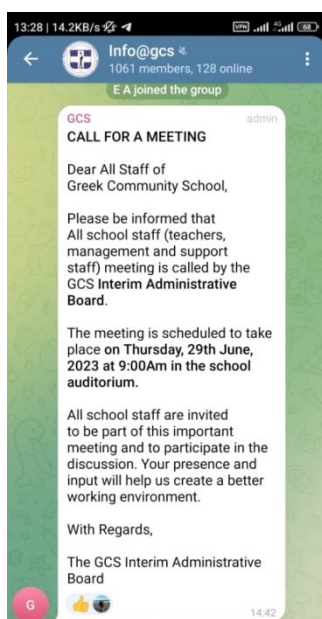 13:28 | 14.2KB/s
VPN 4G 68
Info@gcs
1061 members, 128 online
E A joined the group
GCS admin
CALL FOR A MEETING
Dear All Staff of
Greek Community School,
Please be informed that
All school staff (teachers,
management and support
staff) meeting is called by the
GCS Interim Administrative
Board.
The meeting is scheduled to take
place on Thursday, 29th June,
2023 at 9:00Am in the school
auditorium.
All school staff are invited
to be part of this important
meeting and to participate in the
discussion. Your presence and
input will help us create a better
working environment.
With Regards,
The GCS Interim Administrative
Board
G
14:42